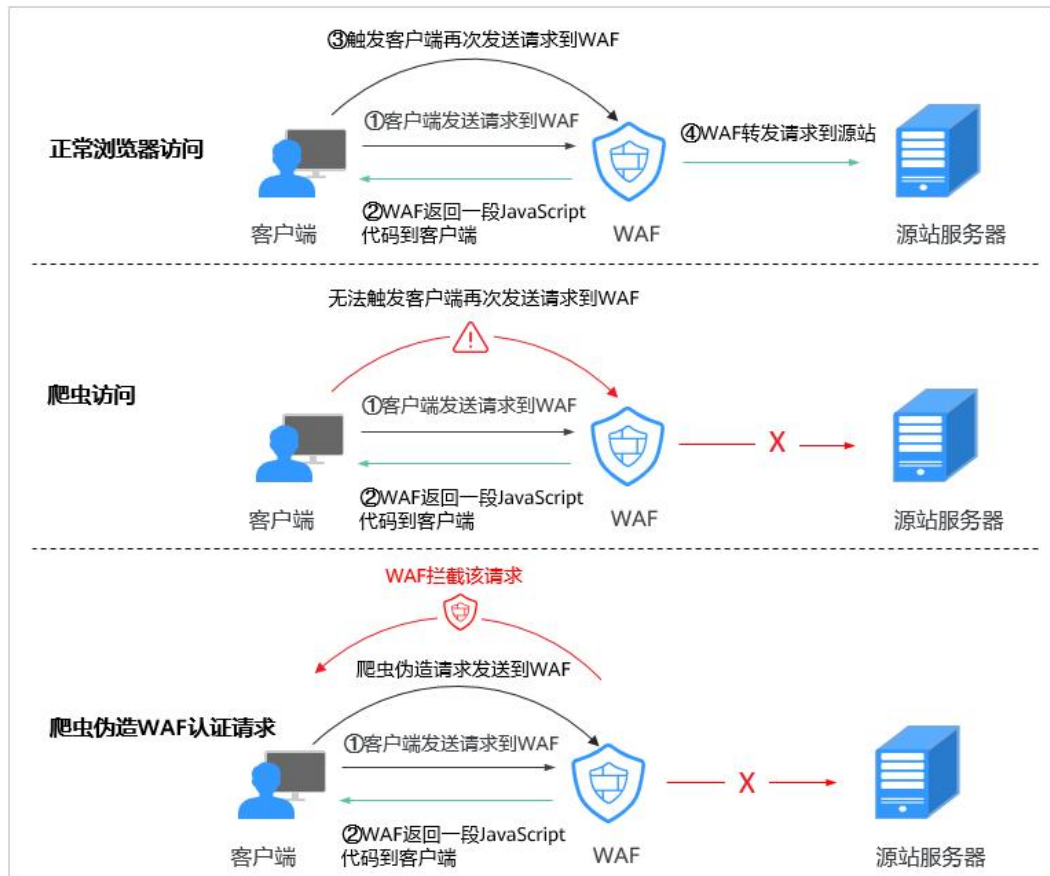 ③触发客户端再次发送请求到WAF
①客户端发送请求到WAF
④WAF转发请求到源站
正常浏览器访问
②WAF返回一段JavaScript
代码到客户端
客户端
WAF
源站服务器
无法触发客户端再次发送请求到WAF
爬虫访问
①客户端发送请求到WAF
X
②WAF返回一段JavaScript
代码到客户端
客户端
WAF
源站服务器
WAF拦截该请求
爬虫伪造请求发送到WAF
爬虫伪造WAF认证请求
①客户端发送请求到WAF
X
②WAF返回一段JavaScript
代码到客户端
客户端
WAF
源站服务器